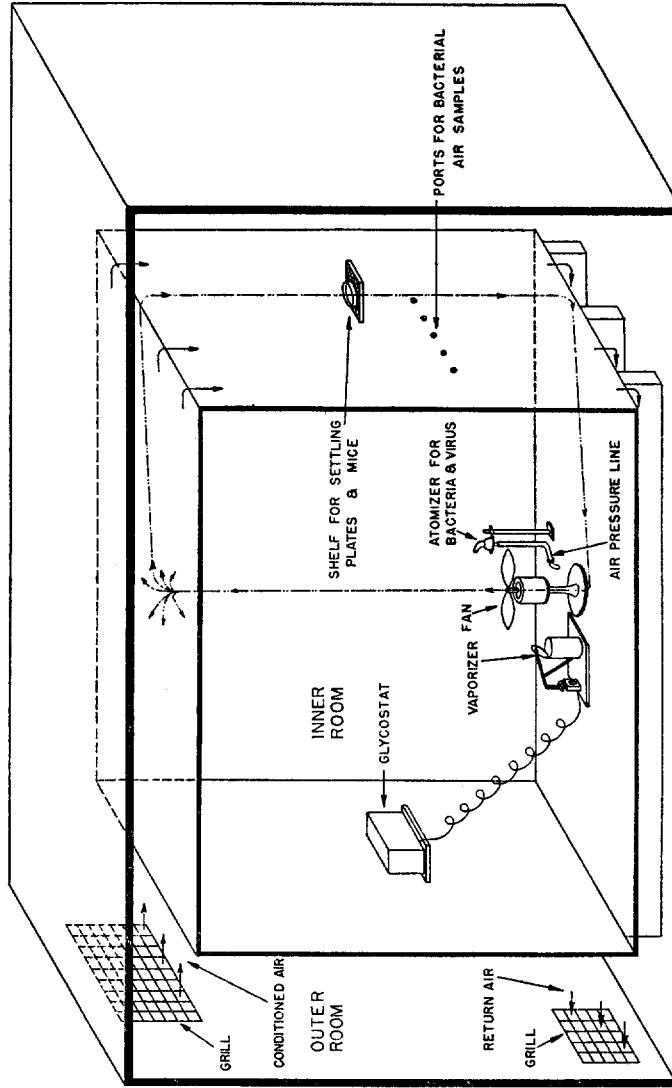 GRILL
CONDITIONED AIR
OUTER
ROOM
RETURN AIR
GRILL
INNER
ROOM
GLYCOSTAT
VAPORIZER
FAN
SHELF FOR SETTLING
PLATES & MICE
ATOMIZER FOR
BACTERIA & VIRUS
AIR PRESSURE LINE
PORTS FOR BACTERIAL
AIR SAMPLES